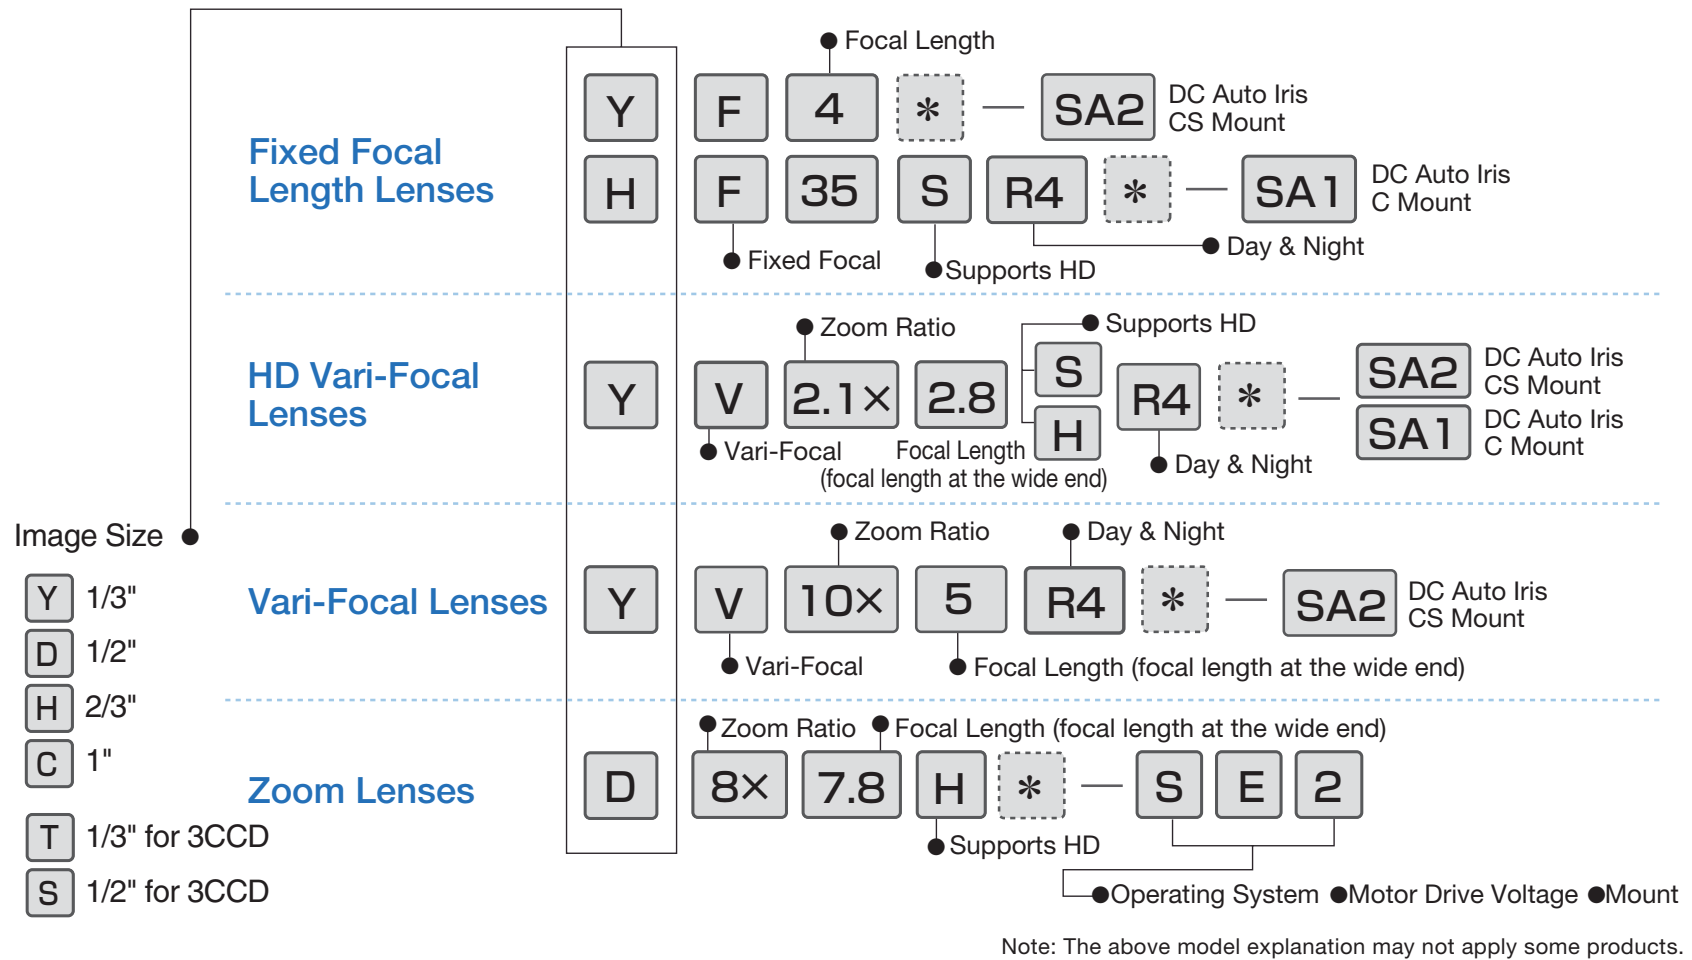 Focal Length
Y F 4 * — SA2 DC Auto Iris
CS Mount
Fixed Focal
Length Lenses
H F 35 S R4 * — SA1 DC Auto Iris
C Mount
Fixed Focal
Supports HD
Day & Night
Zoom Ratio
Supports HD
HD Vari-Focal
Lenses
Y V 2.1× 2.8 S H R4 * — SA2 DC Auto Iris
CS Mount
SA1 DC Auto Iris
C Mount
Vari-Focal
Focal Length
(focal length at the wide end)
Day & Night
Zoom Ratio
Day & Night
Vari-Focal Lenses
Y V 10× 5 R4 * — SA2 DC Auto Iris
CS Mount
Vari-Focal
Focal Length (focal length at the wide end)
Zoom Ratio
Focal Length (focal length at the wide end)
Zoom Lenses
D 8× 7.8 H * — S E 2
Supports HD
Operating System Motor Drive Voltage Mount
Image Size
Y 1/3"
D 1/2"
H 2/3"
C 1"
T 1/3" for 3CCD
S 1/2" for 3CCD
Note: The above model explanation may not apply some products.